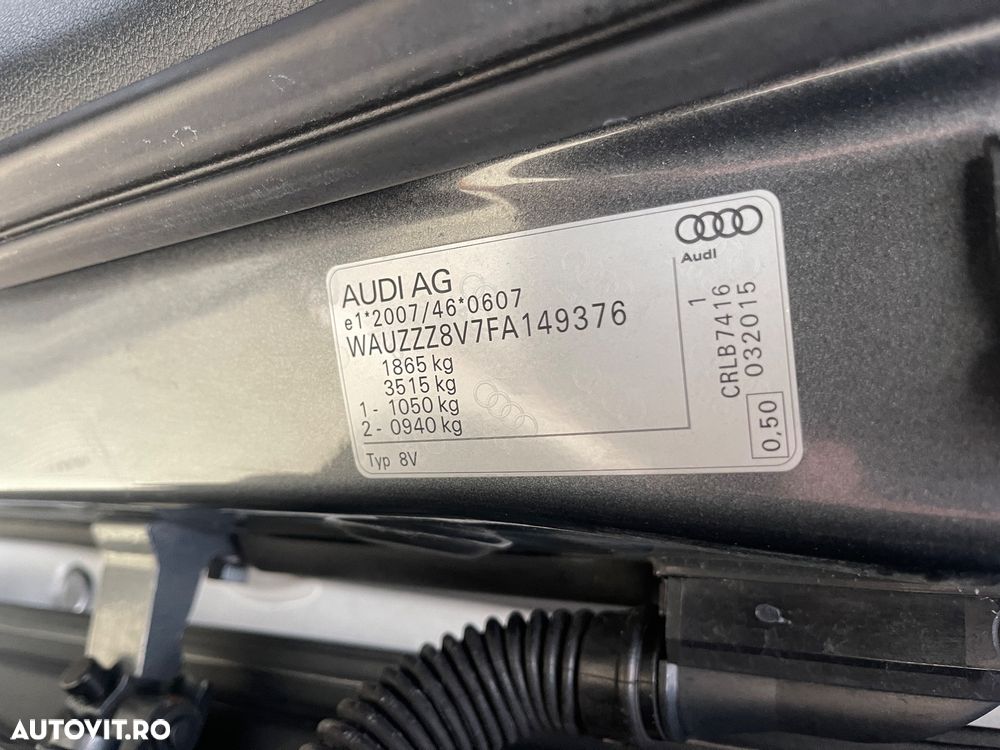 AUDI AG
e1*2007/46*0607
WAUZZZ8V7FA149376
1865 kg
3515 kg
1 - 1050 kg
2 - 0940 kg
Typ 8V
Audi
1
CRLB7416
032015
0,50
AUTOVIT.RO